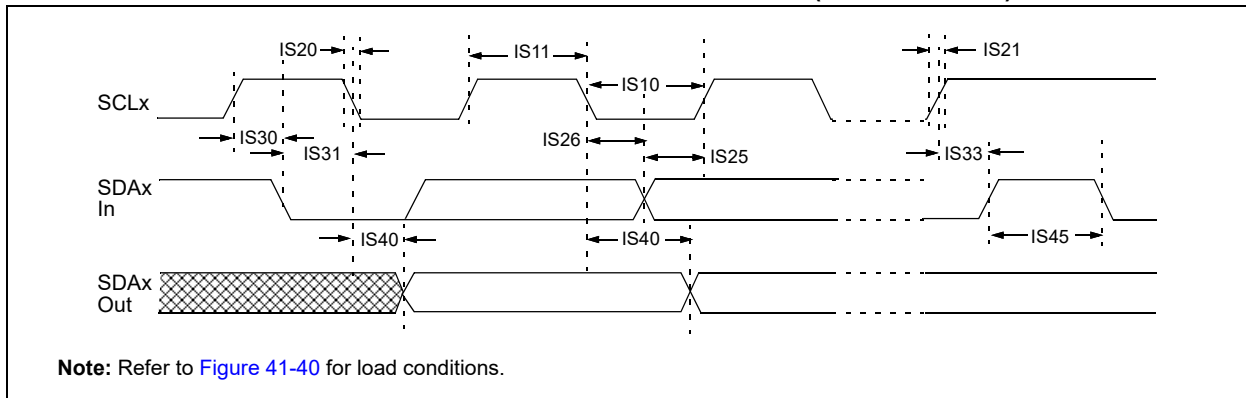 IS20
IS11
IS21
IS10
SCLx
IS30
IS26
IS31
IS25
IS33
SDAx
In
IS40
IS40
IS45
SDAx
Out
Note: Refer to Figure 41-40 for load conditions.